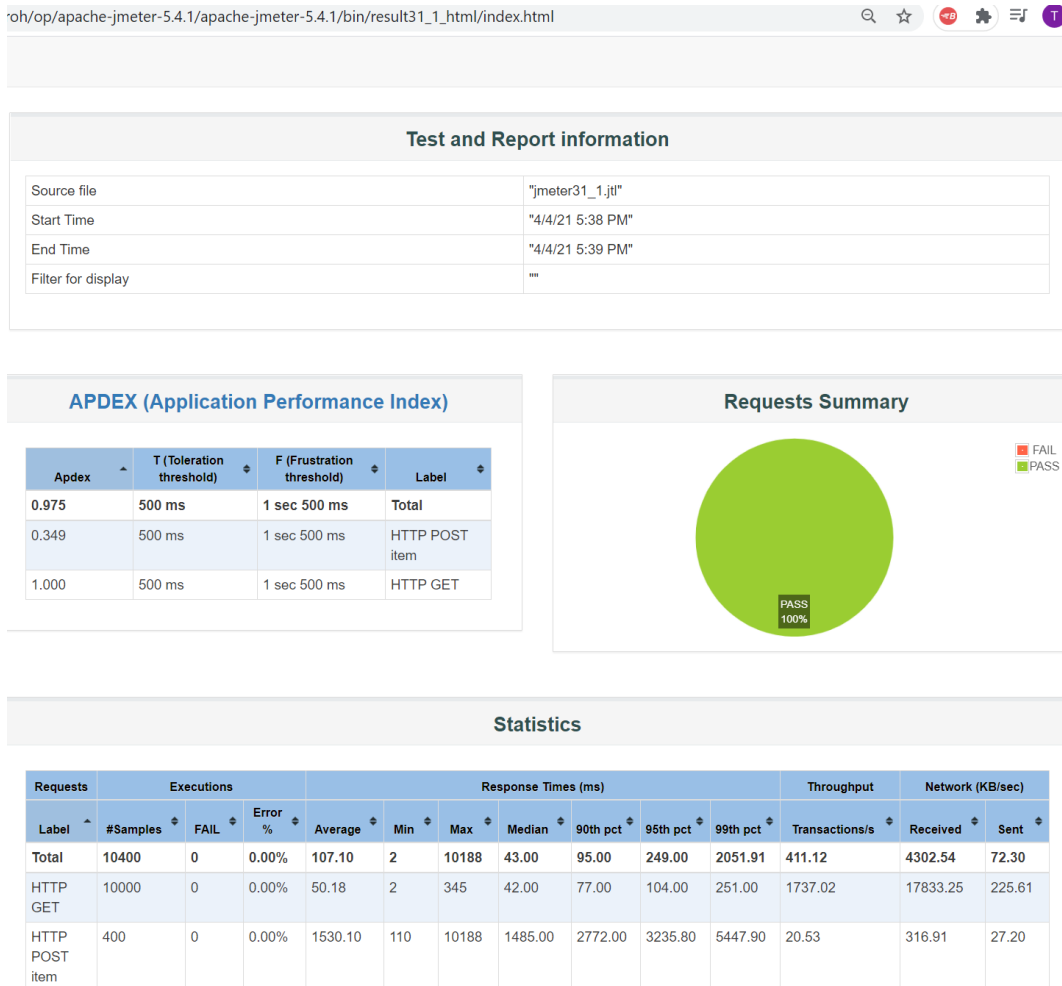 roh/op/apache-jmeter-5.4.1/apache-jmeter-5.4.1/bin/result31_1_html/index.html
T
Test and Report information
Source file "jmeter31_1.jtl"
Start Time "4/4/21 5:38 PM"
End Time "4/4/21 5:39 PM"
Filter for display ""
APDEX (Application Performance Index)
Apdex T (Toleration threshold) F (Frustration threshold) Label
0.975 500 ms 1 sec 500 ms Total
0.349 500 ms 1 sec 500 ms HTTP POST item
1.000 500 ms 1 sec 500 ms HTTP GET
Requests Summary
FAIL
PASS
PASS
100%
Statistics
Requests Executions Response Times (ms) Throughput Network (KB/sec)
Label #Samples FAIL Error % Average Min Max Median 90th pct 95th pct 99th pct Transactions/s Received Sent
Total 10400 0 0.00% 107.10 2 10188 43.00 95.00 249.00 2051.91 411.12 4302.54 72.30
HTTP GET 10000 0 0.00% 50.18 2 345 42.00 77.00 104.00 251.00 1737.02 17833.25 225.61
HTTP POST item 400 0 0.00% 1530.10 110 10188 1485.00 2772.00 3235.80 5447.90 20.53 316.91 27.20